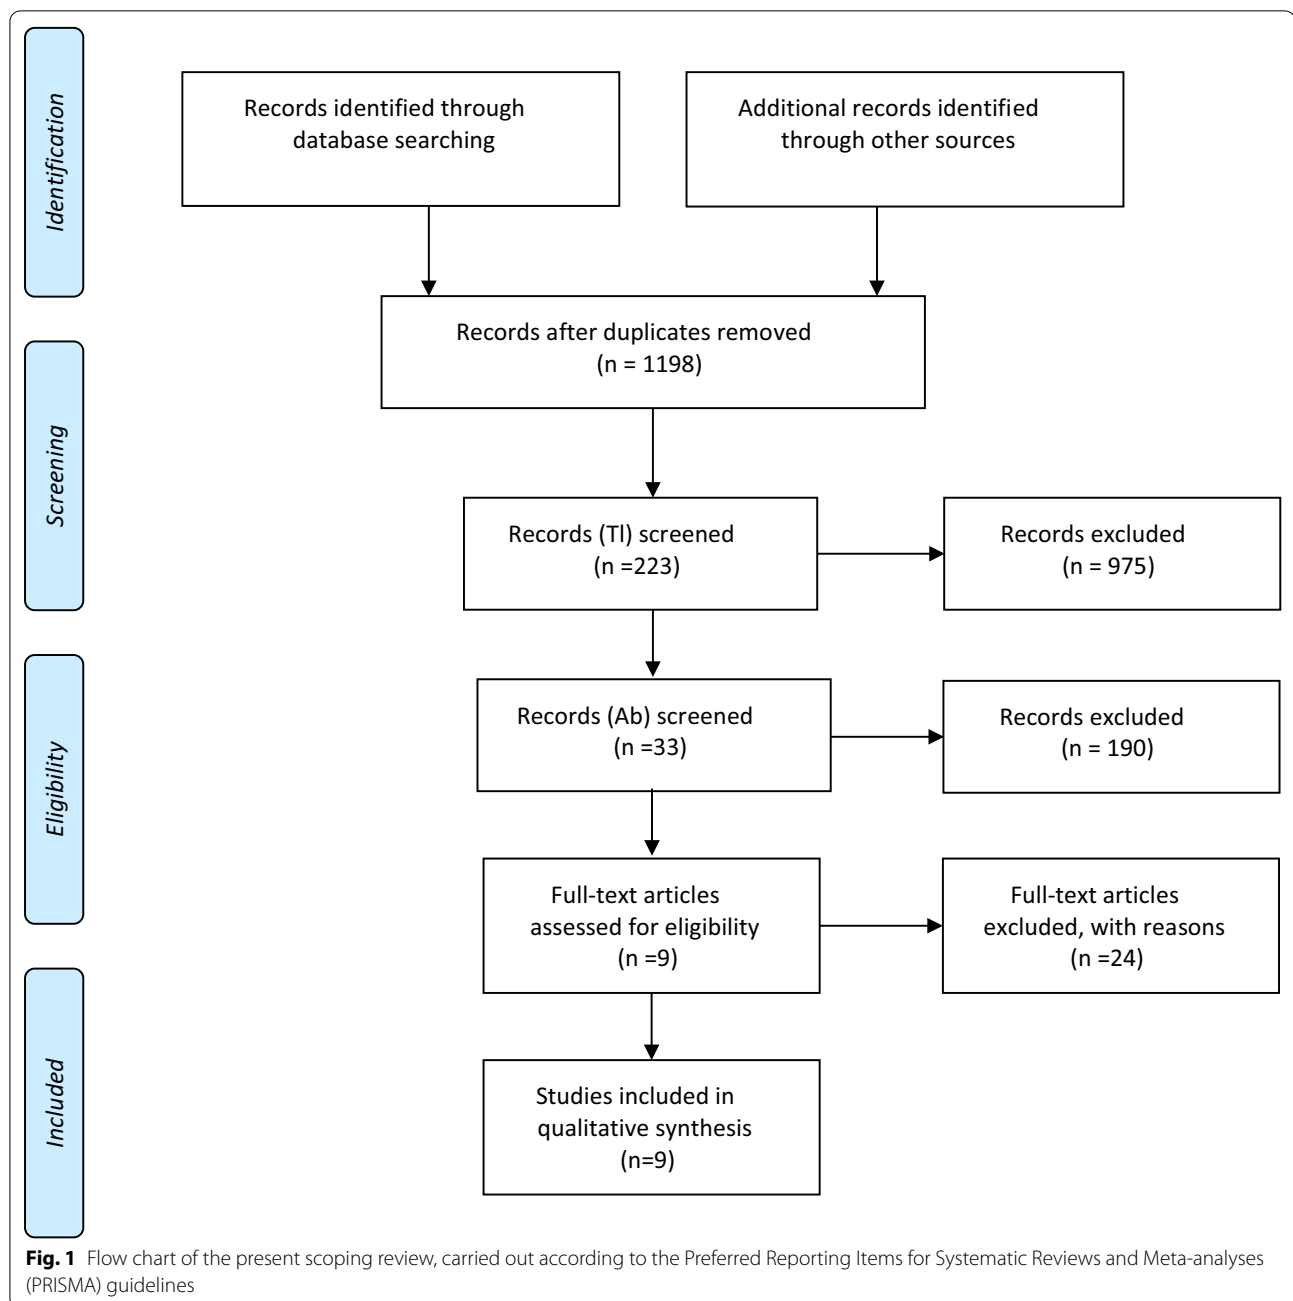 Identification
Records identified through
database searching
Additional records identified
through other sources
Records after duplicates removed
(n = 1198)
Screening
Records (TI) screened
(n =223)
Records excluded
(n = 975)
Eligibility
Records (Ab) screened
(n =33)
Records excluded
(n = 190)
Full-text articles
assessed for eligibility
(n =9)
Full-text articles
excluded, with reasons
(n =24)
Included
Studies included in
qualitative synthesis
(n=9)
Fig. 1 Flow chart of the present scoping review, carried out according to the Preferred Reporting Items for Systematic Reviews and Meta-analyses
(PRISMA) guidelines